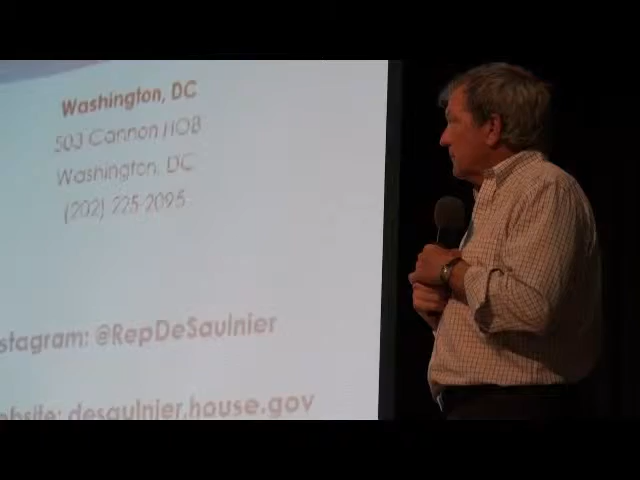 Washington, DC
503 Cannon HOB
Washington, DC
(202) 225-2095
stagram: @RepDeSaulnier
ebsite: desaulnier.house.gov